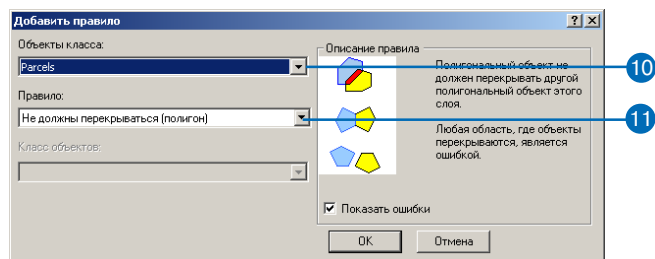 Добавить правило
Объекты класса:
Parcels
Правило:
Не должны перекрываться (полигон)
Класс объектов:
Описание правила
Полигональный объект не
должен перекрывать другой
полигональный объект этого
слоя.
Любая область, где объекты
перекрываются, является
ошибкой.
Показать ошибки
OK
Отмена
10
11